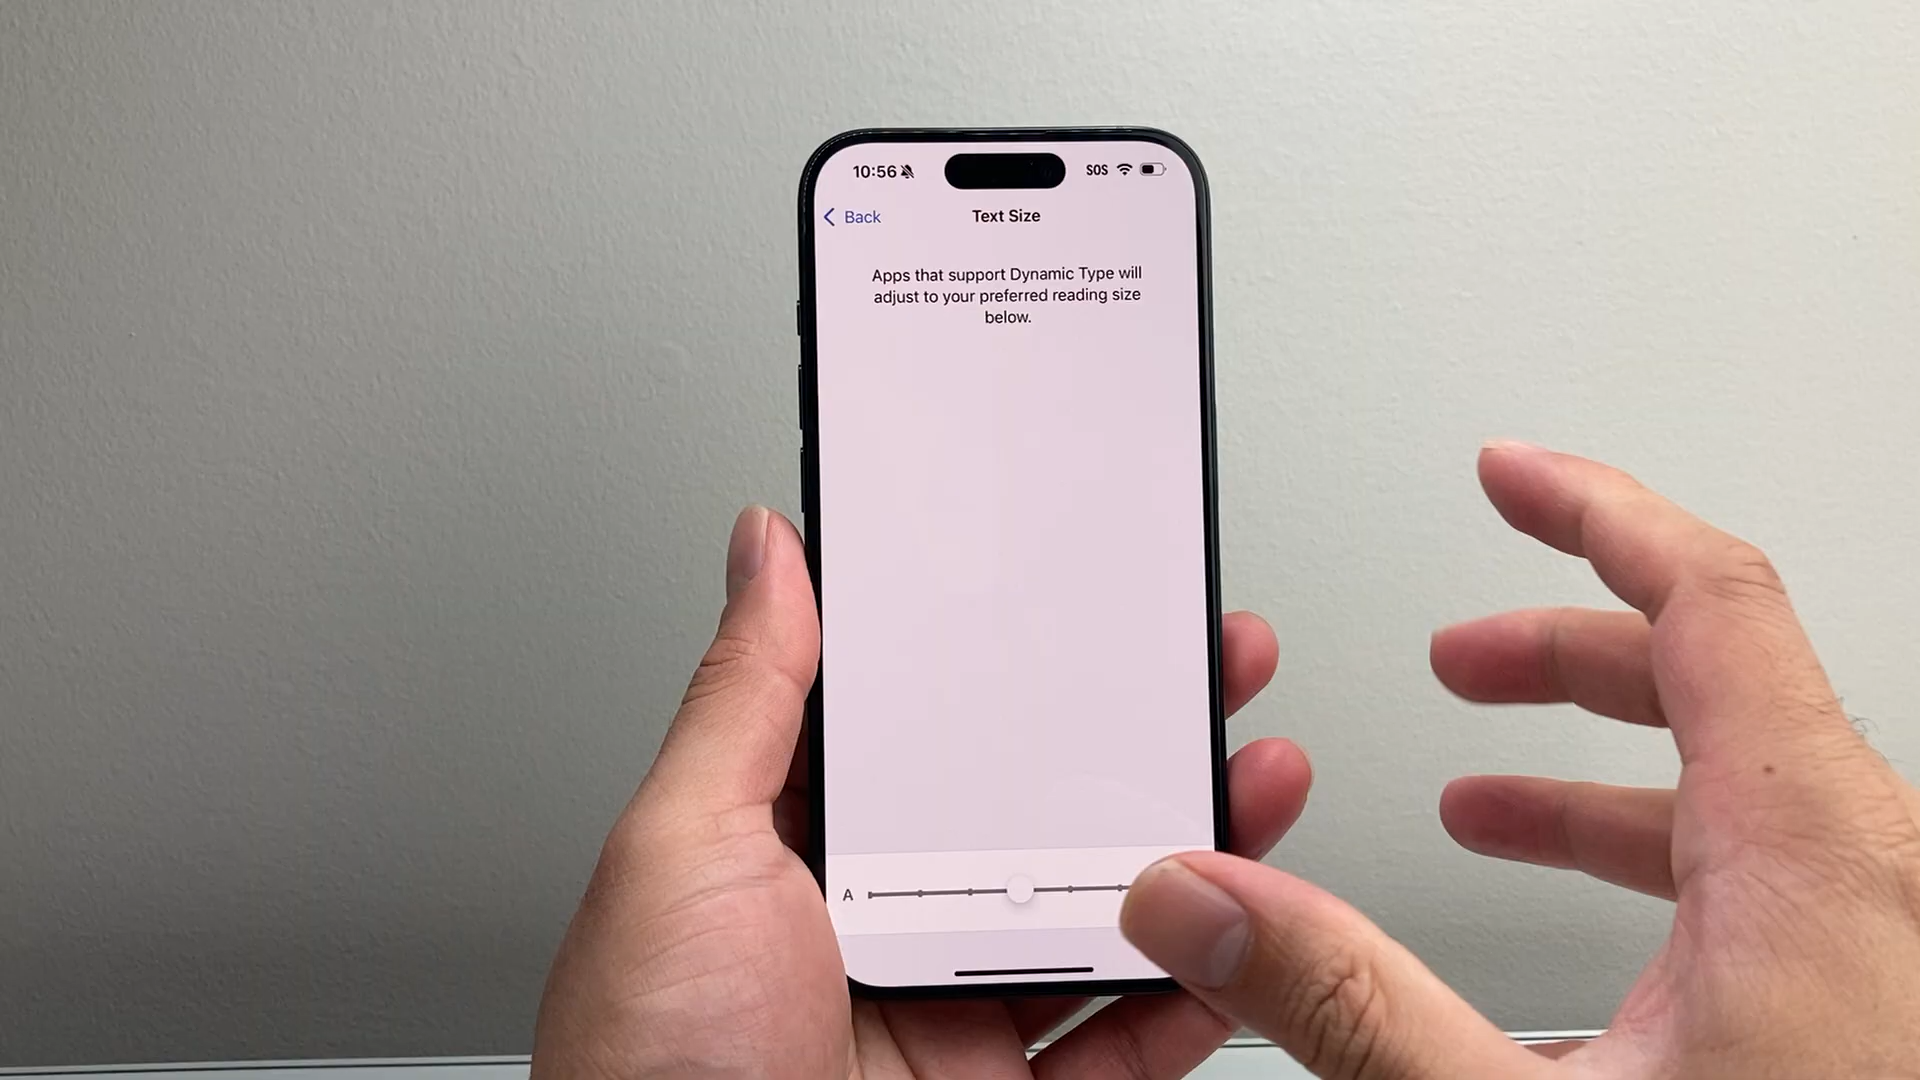 10:56
SOS
Back
Text Size
Apps that support Dynamic Type will
adjust to your preferred reading size
below.
A